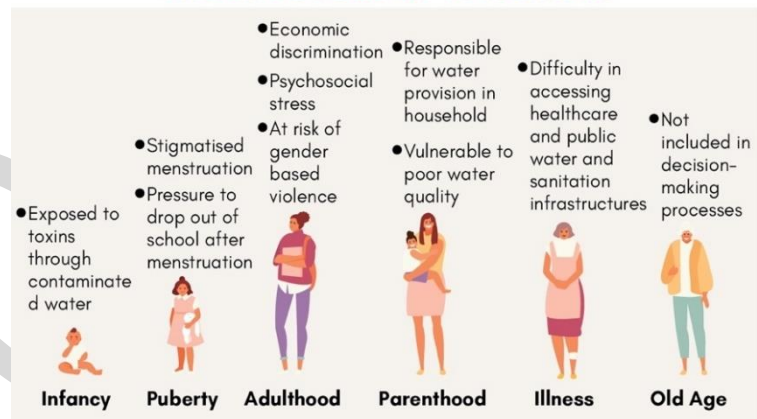 ●Exposed to
toxins
through
contaminate
d water
Infancy
●Stigmatised
menstruation
●Pressure to
drop out of
school after
menstruation
Puberty
●Economic
discrimination
●Psychosocial
stress
●At risk of
gender
based
violence
Adulthood
●Responsible
for water
provision in
household
●Vulnerable to
poor water
quality
Parenthood
●Difficulty in
accessing
healthcare
and public
water and
sanitation
infrastructures
Illness
●Not
included in
decision-
making
processes
Old Age